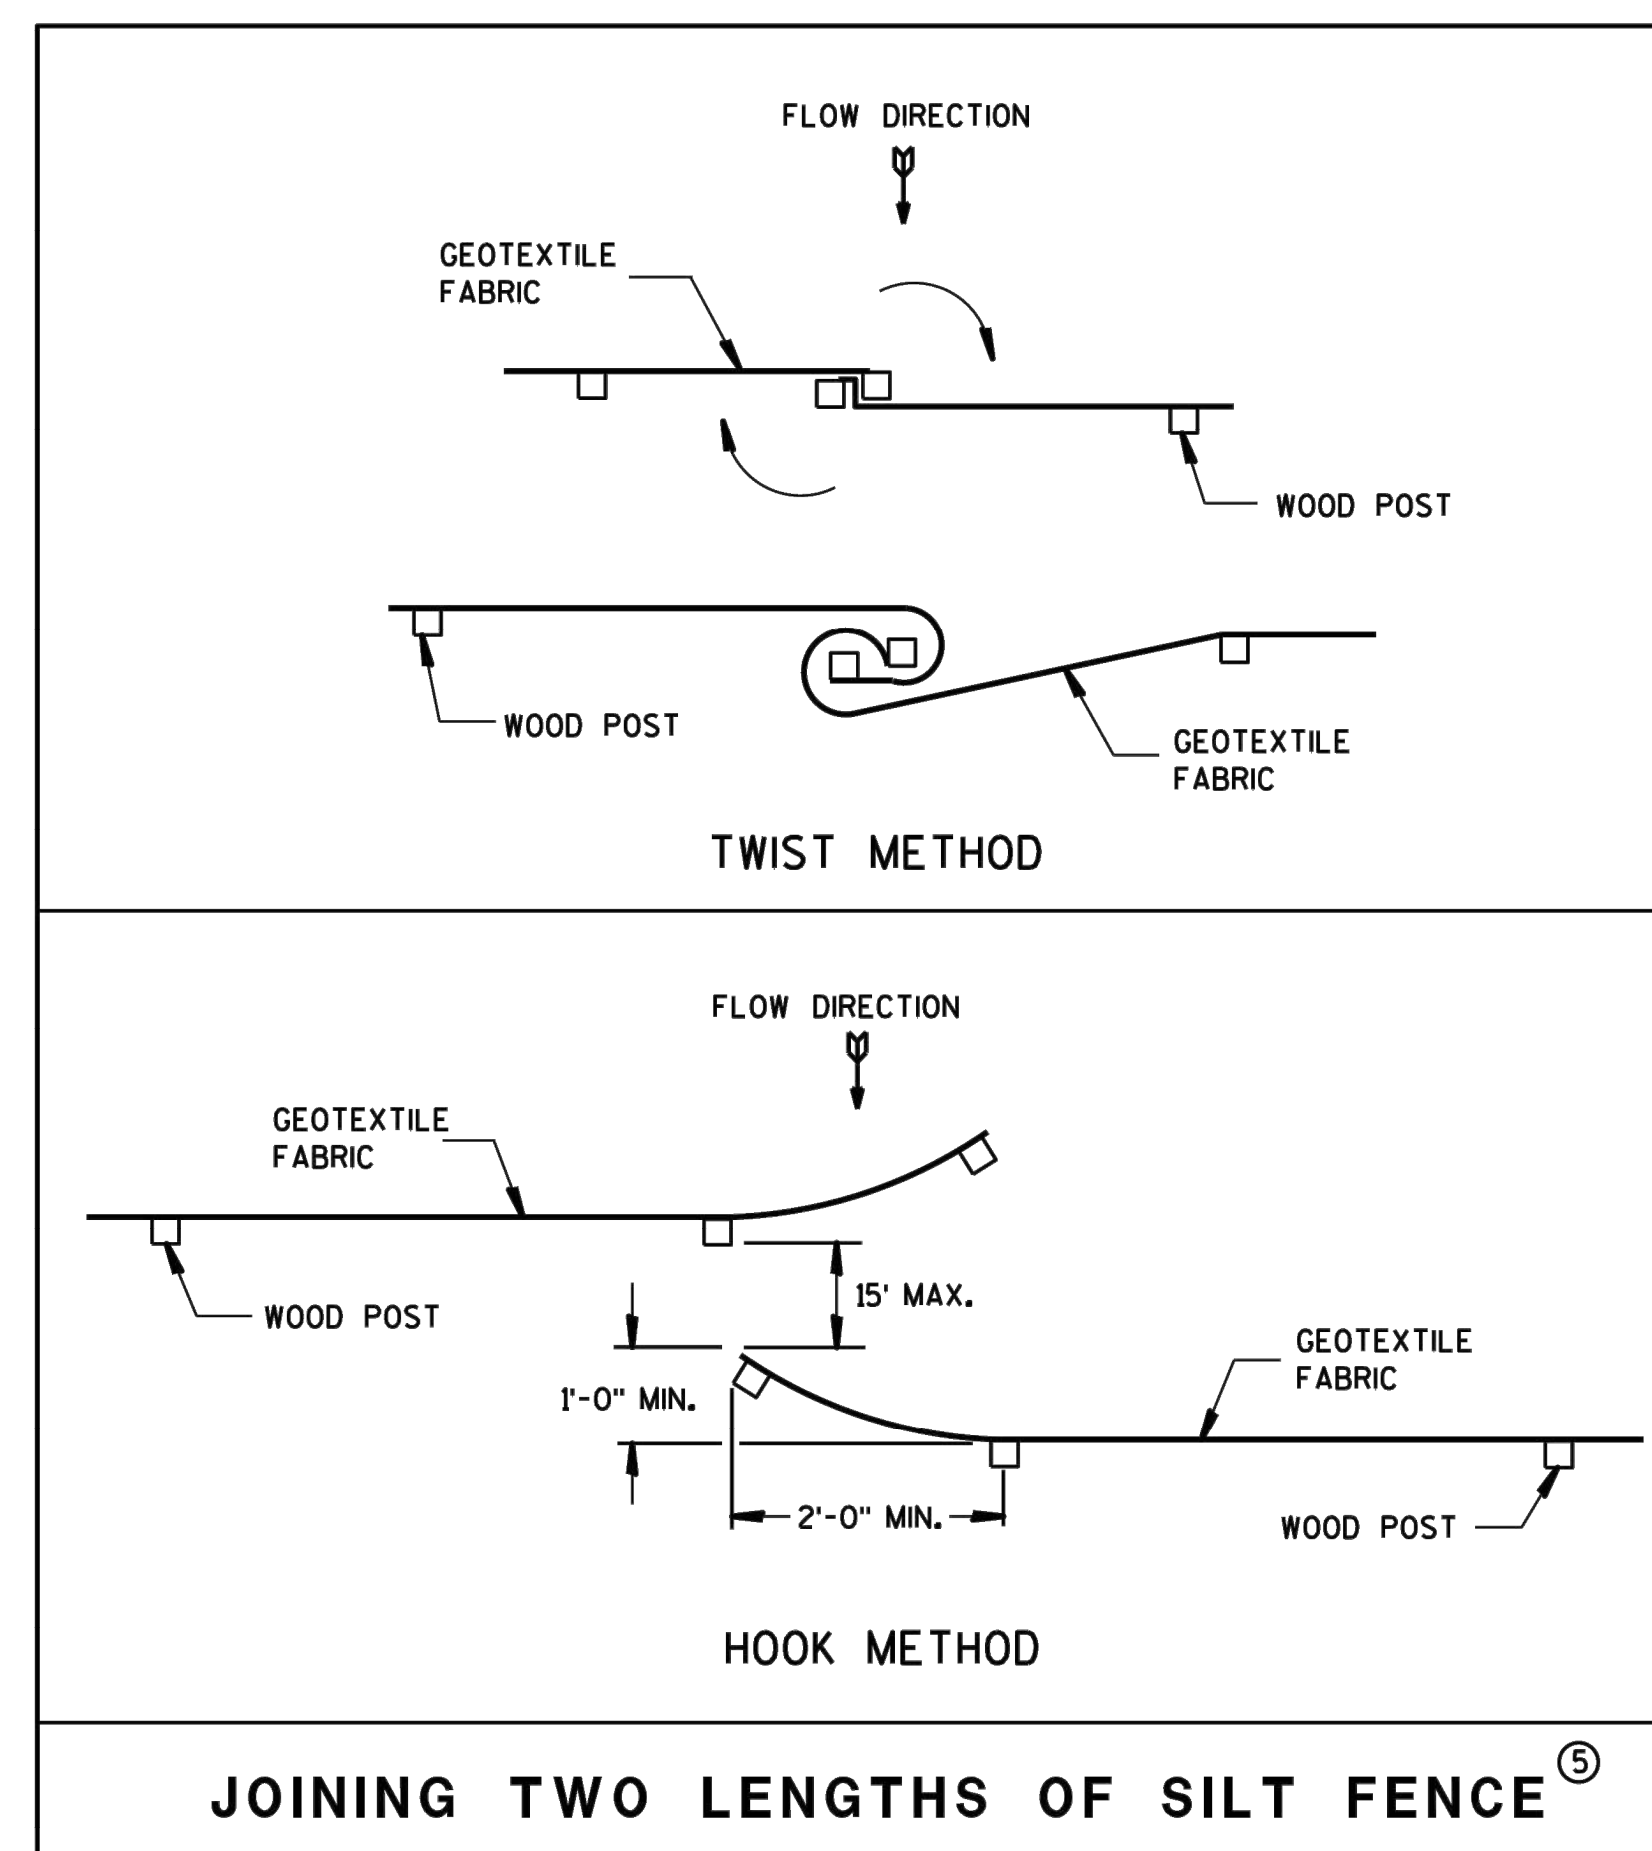 FLOW DIRECTION
GEOTEXTILE
FABRIC
WOOD POST
WOOD POST
GEOTEXTILE
FABRIC
TWIST METHOD
FLOW DIRECTION
GEOTEXTILE
FABRIC
WOOD POST
15' MAX.
1'-0" MIN.
GEOTEXTILE
FABRIC
2'-0" MIN.
WOOD POST
HOOK METHOD
JOINING TWO LENGTHS OF SILT FENCE ⑤